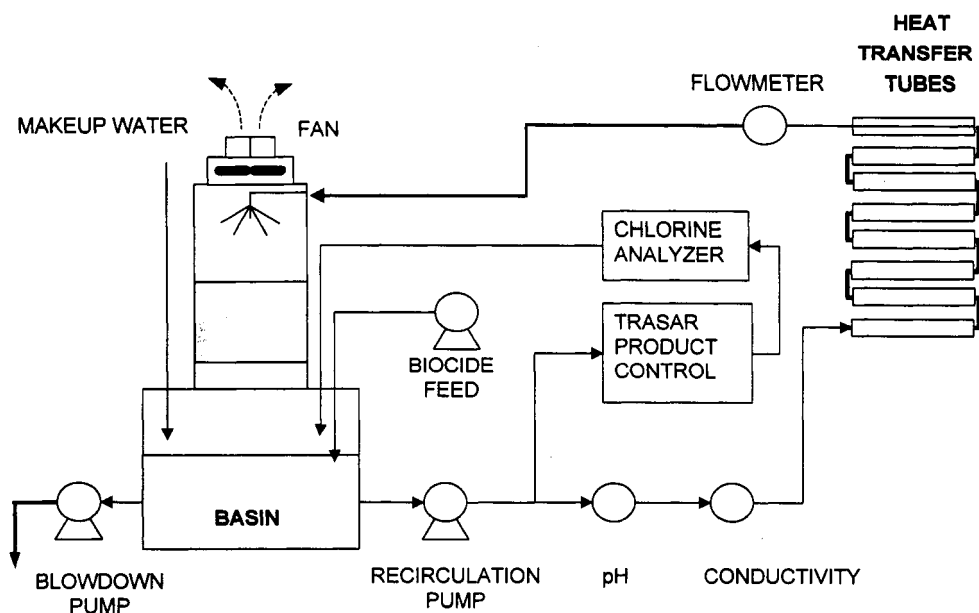 HEAT
TRANSFER
TUBES
FLOWMETER
MAKEUP WATER
FAN
CHLORINE
ANALYZER
TRASAR
PRODUCT
CONTROL
BIOCIDE
FEED
BASIN
BLOWDOWN
PUMP
RECIRCULATION
PUMP
pH
CONDUCTIVITY